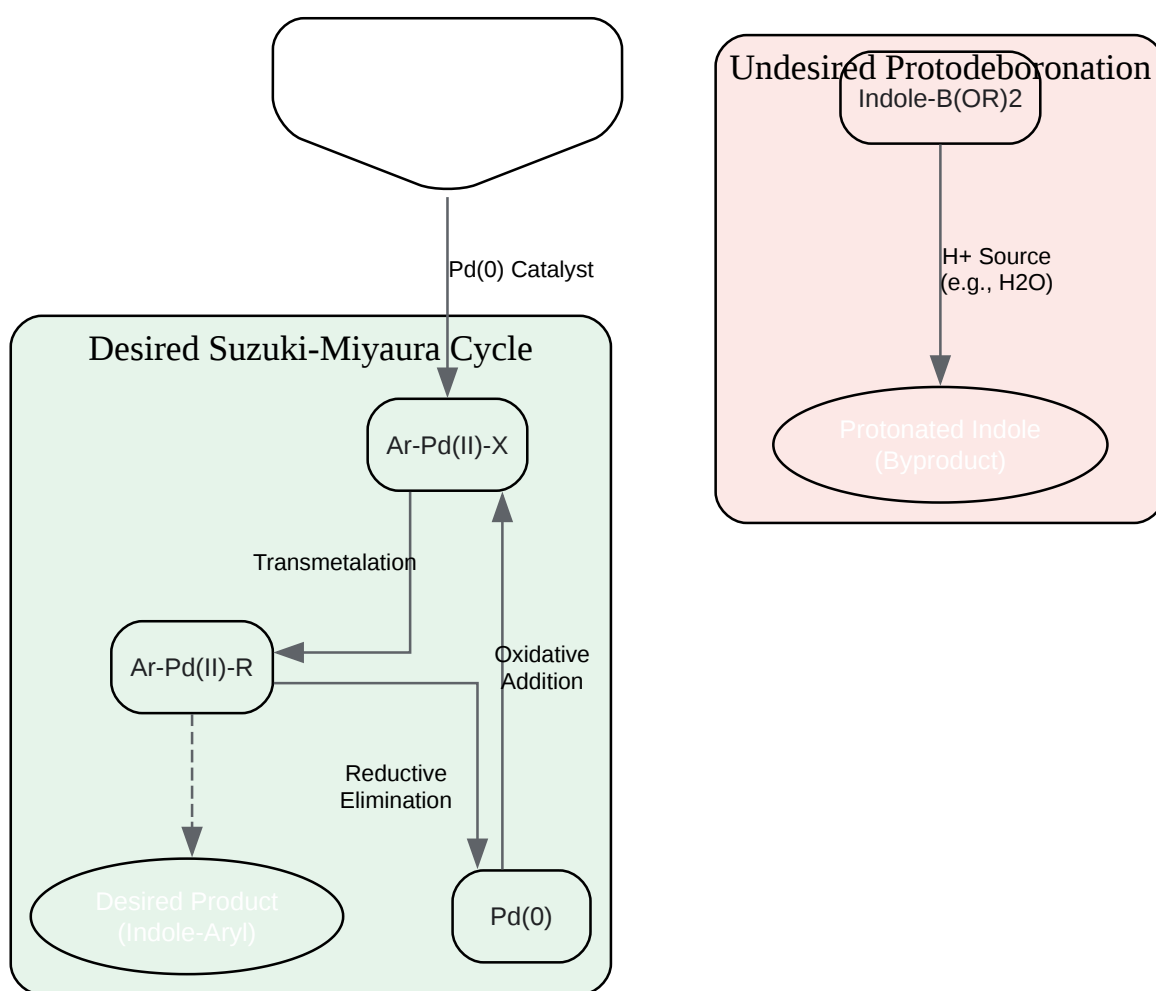 Undesired Protodeboronation
Indole-B(OR)2
Pd(0) Catalyst
H+ Source
(e.g., H2O)
Desired Suzuki-Miyaura Cycle
Ar-Pd(II)-X
Protonated Indole
(Byproduct)
Transmetalation
Ar-Pd(II)-R
Oxidative
Addition
Reductive
Elimination
Desired Product
(Indole-Aryl)
Pd(0)